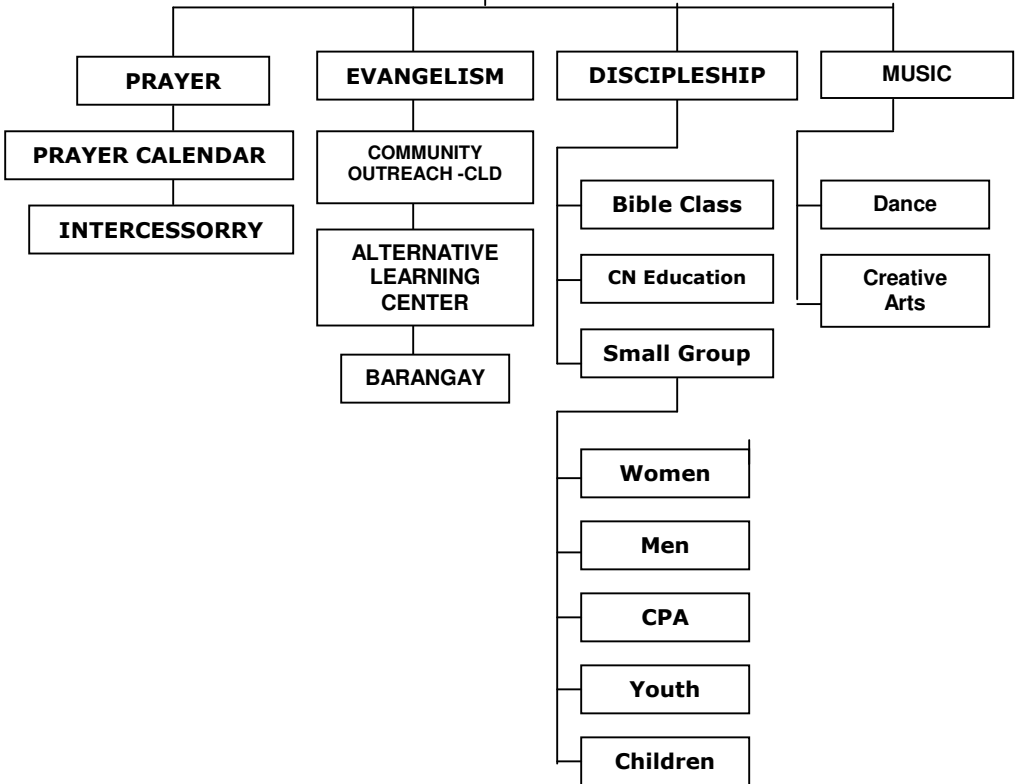 PRAYER
PRAYER CALENDAR
INTERCESSORRY
EVANGELISM
COMMUNITY
OUTREACH -CLD
ALTERNATIVE
LEARNING
CENTER
BARANGAY
DISCIPLESHIP
Bible Class
CN Education
Small Group
Women
Men
CPA
Youth
Children
MUSIC
Dance
Creative
Arts